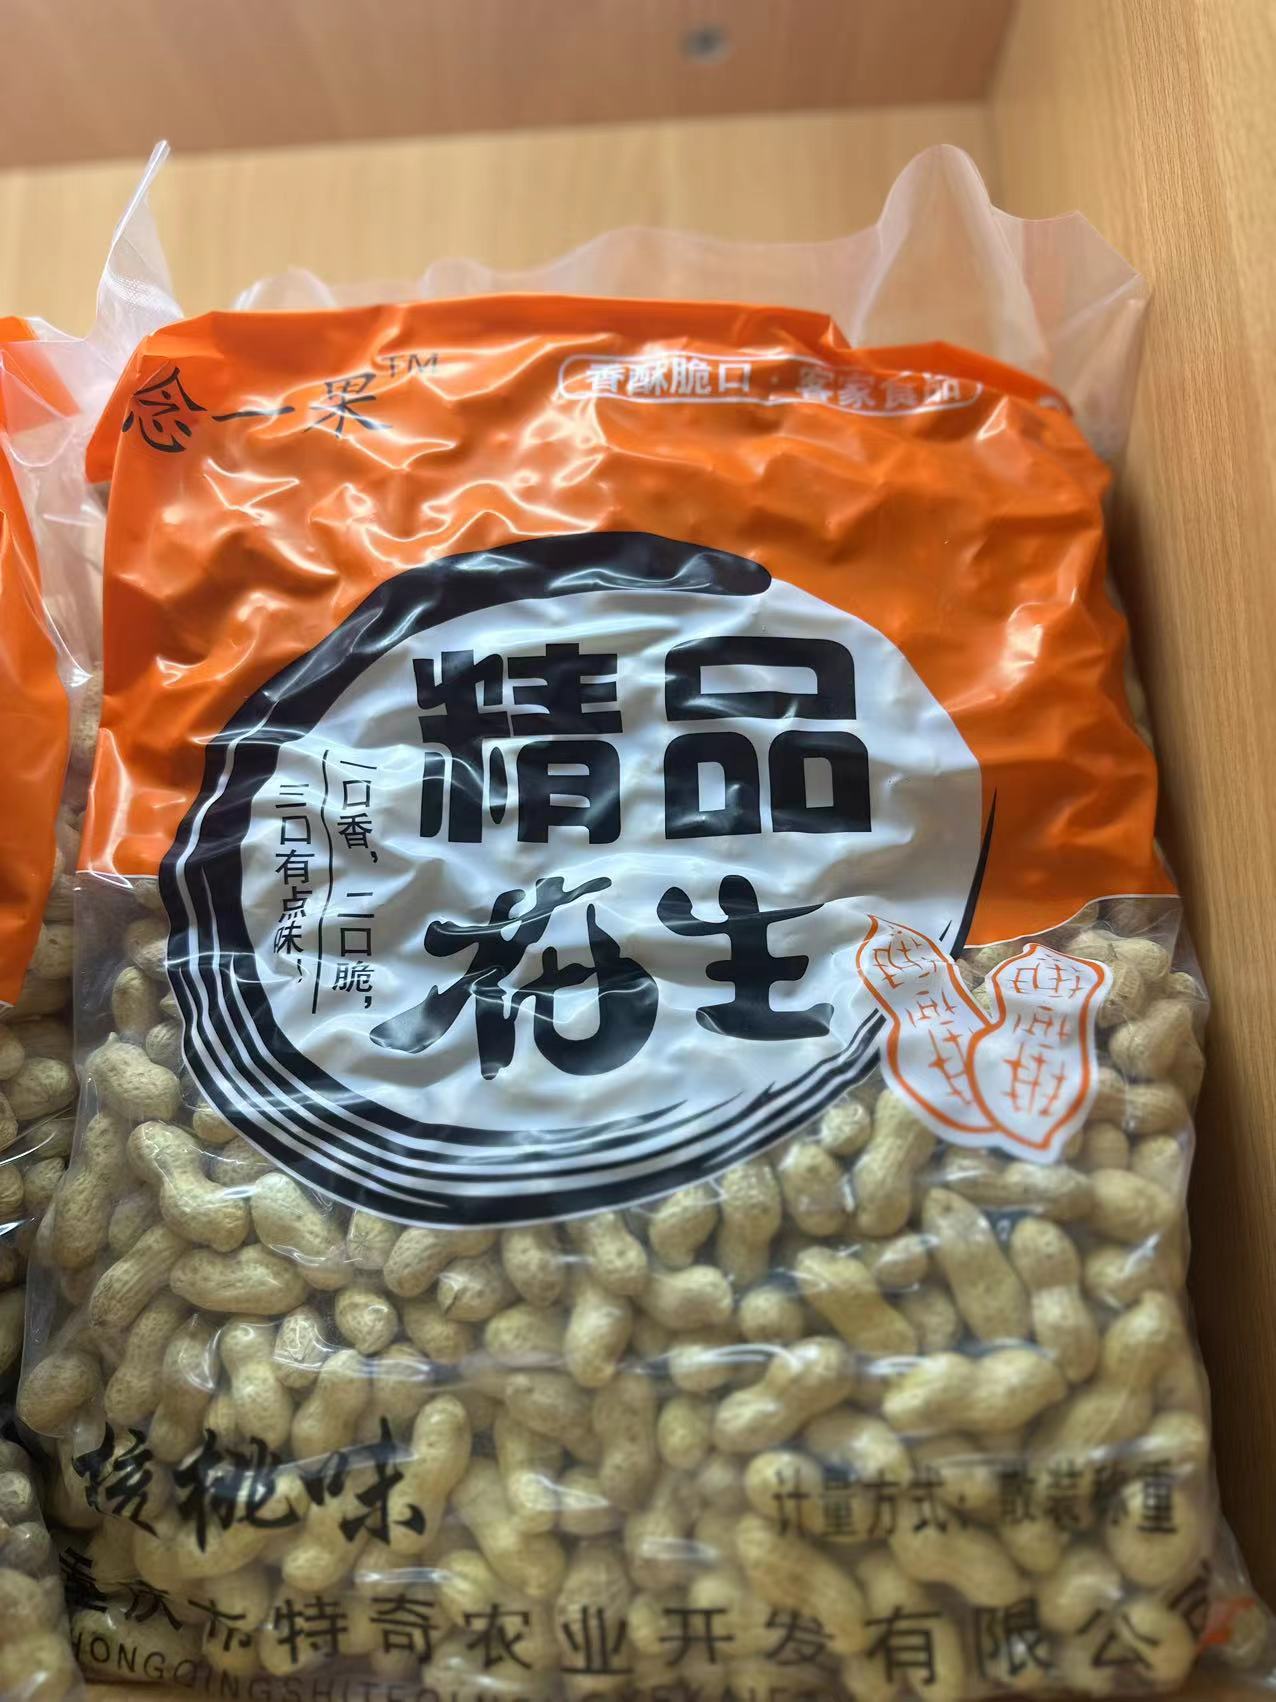 念一果™
香酥脆口·客家食品
精品
花生
一口香，二口脆，
三口有点味！
核桃味
计量方式：散装称重
重庆市特奇农业开发有限公司